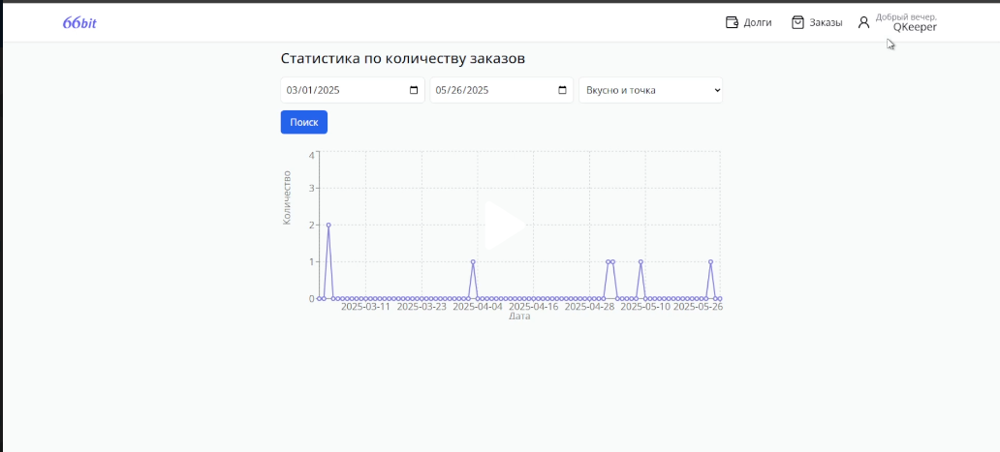 66bit
Долги
Заказы
Добрый вечер,
QKeeper
Статистика по количеству заказов
03/01/2025
05/26/2025
Вкусно и точка
Поиск
Количество
4
3
2
1
0
2025-03-11 2025-03-23 2025-04-04 2025-04-16 2025-04-28 2025-05-10 2025-05-26
Дата